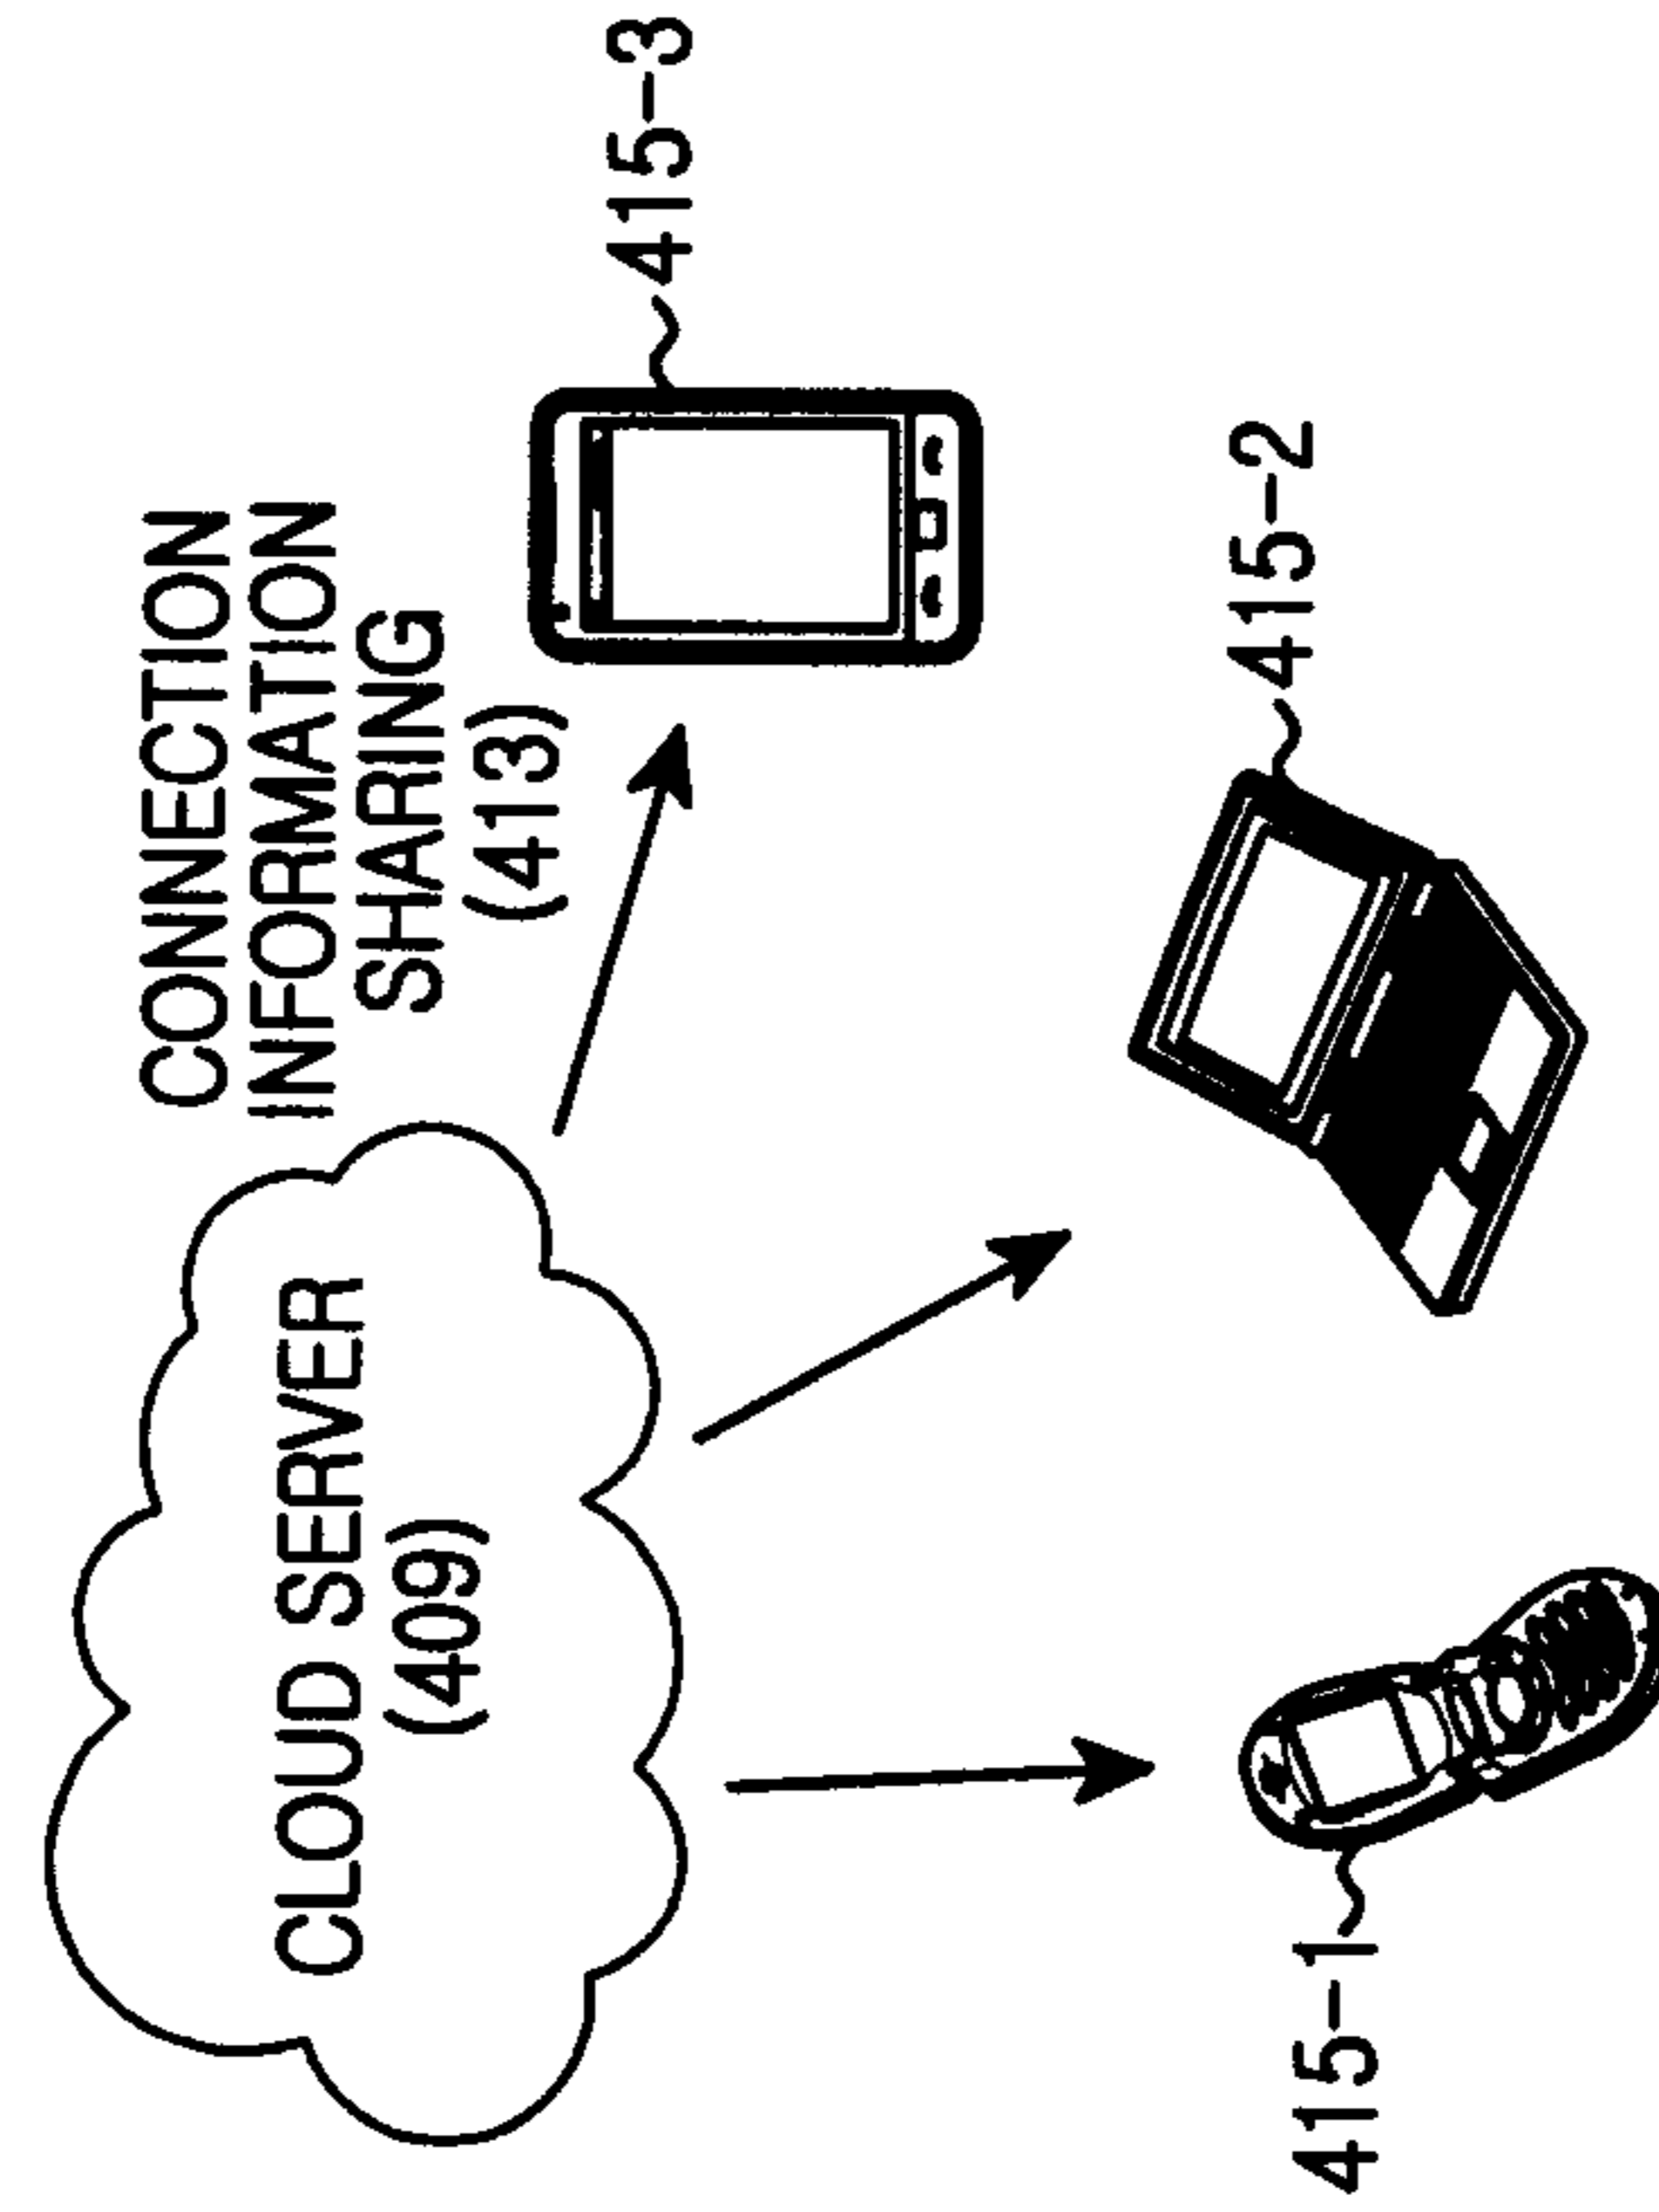 CONNECTION
INFORMATION
SHARING
(413)
CLOUD SERVER
(409)
415-3
415-2
415-1